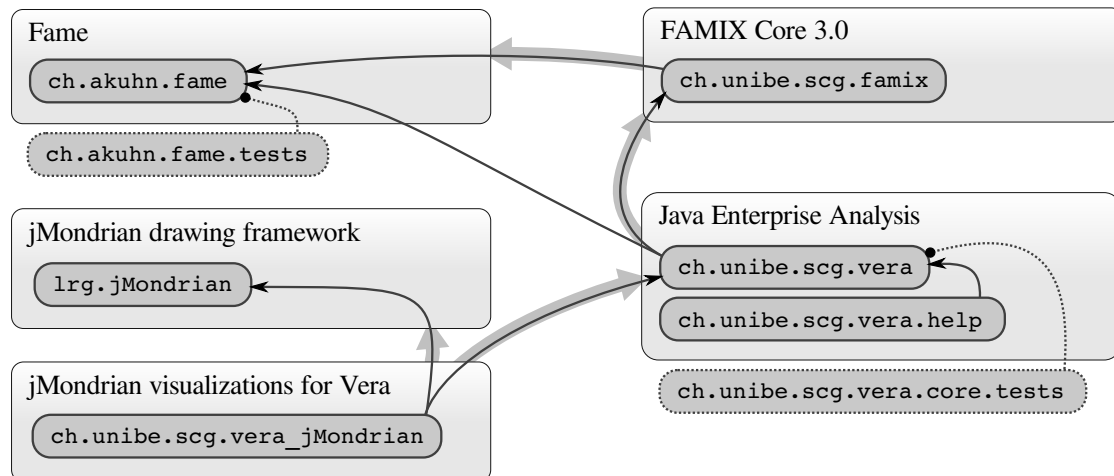 Fame
ch.akuhn.fame
ch.akuhn.fame.tests
FAMIX Core 3.0
ch.unibe.scg.famix
jMondrian drawing framework
lrg.jMondrian
Java Enterprise Analysis
ch.unibe.scg.vera
ch.unibe.scg.vera.help
ch.unibe.scg.vera.core.tests
jMondrian visualizations for Vera
ch.unibe.scg.vera_jMondrian